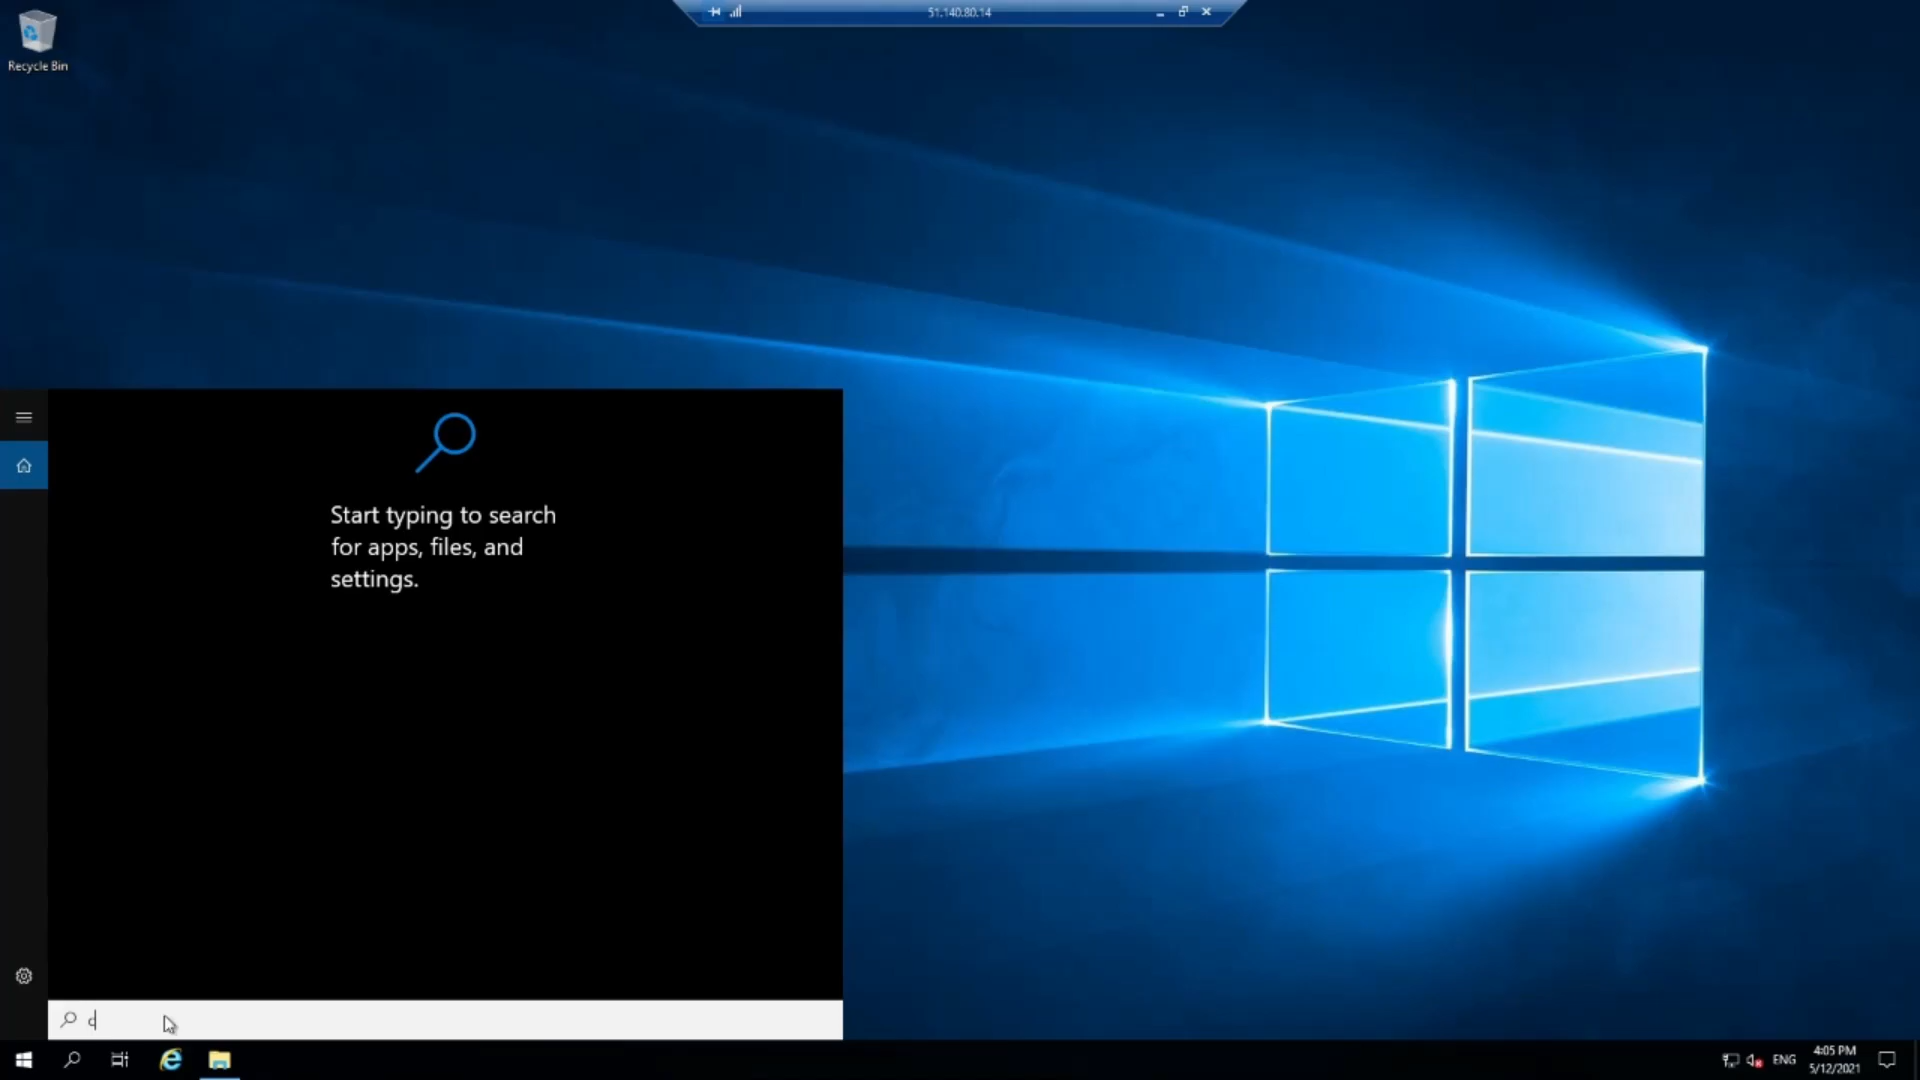 51.140.80.14
Recycle Bin
Start typing to search
for apps, files, and
settings.
c
ENG
4:05 PM
5/12/2021